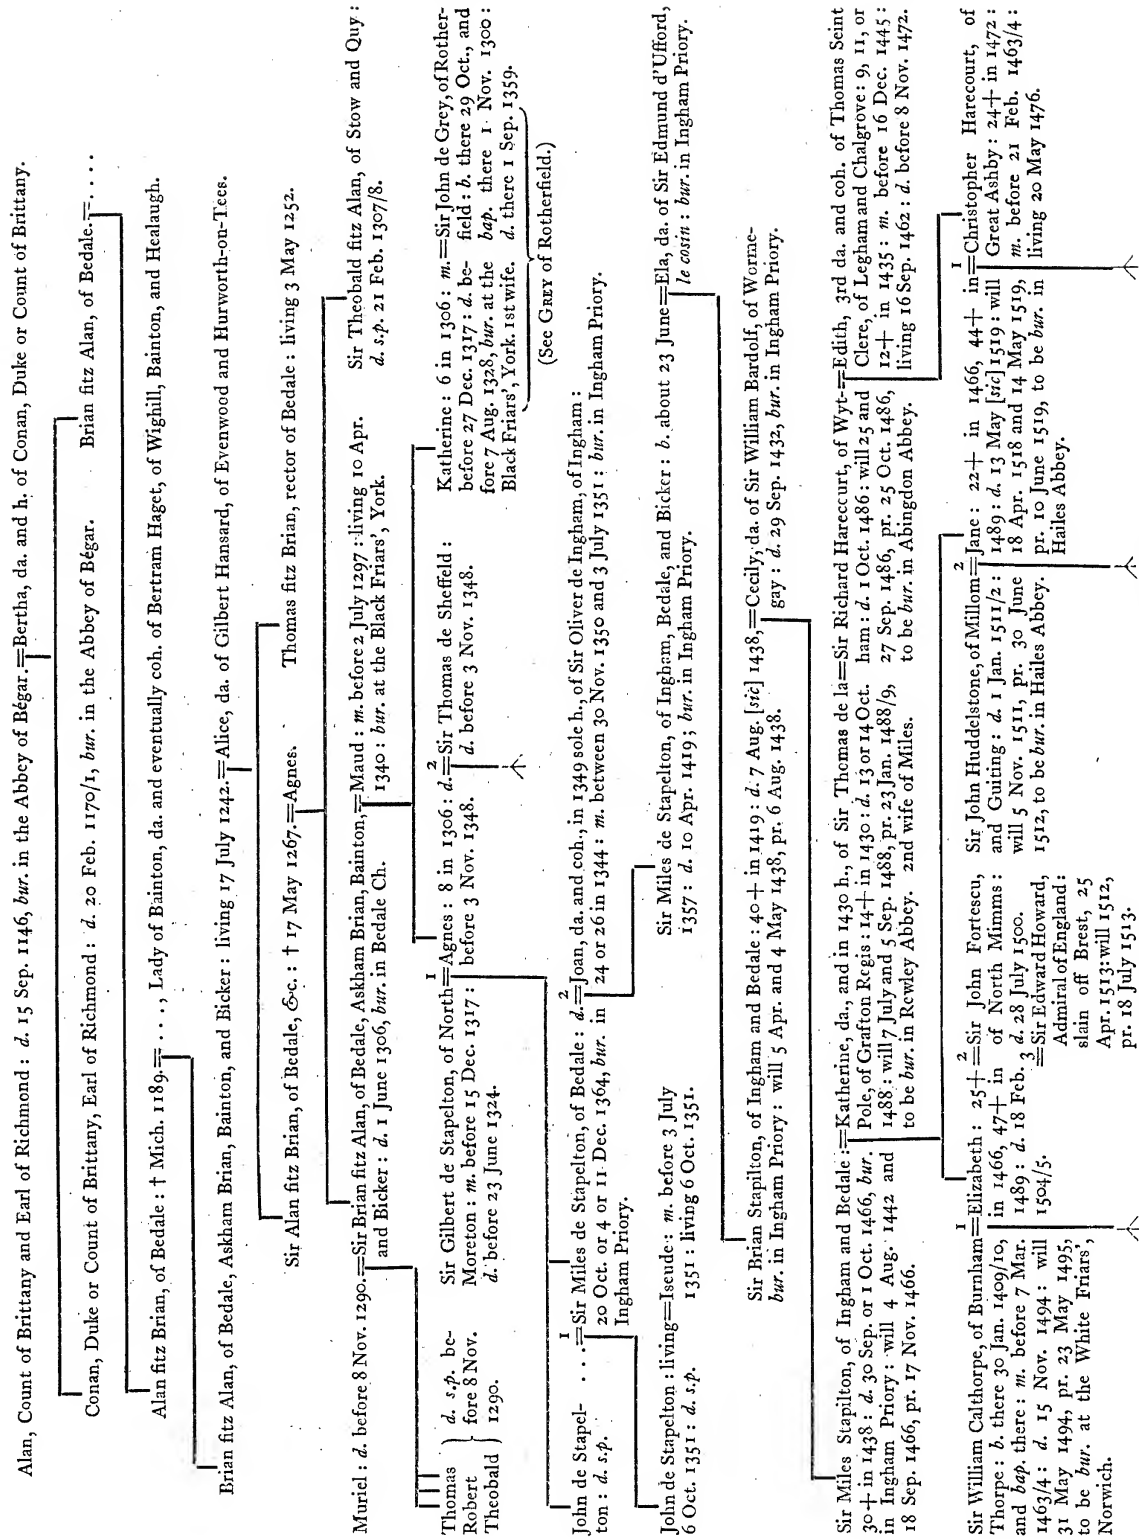 Alan, Count of Brittany and Earl of Richmond : d. 15 Sep. 1146, bur. in the Abbey of Bégar.=Bertha, da. and h. of Conan, Duke or Count of Brittany.
Conan, Duke or Count of Brittany, Earl of Richmond : d. 20 Feb. 1170/1, bur. in the Abbey of Bégar.
Brian fitz Alan, of Bedale.=....
Alan fitz Brian, of Bedale : † Mich. 1189.=..., Lady of Bainton, da. and eventually coh. of Bertram Haget, of Wighill, Bainton, and Healaugh.
Brian fitz Alan, of Bedale, Askham Brian, Bainton, and Bicker : living 17 July 1242.=Alice, da. of Gilbert Hansard, of Evenwood and Hurworth-on-Tees.
Sir Alan fitz Brian, of Bedale, &c. : † 17 May 1267.=Agnes.
Thomas fitz Brian, rector of Bedale : living 3 May 1252.
Muriel : d. before 8 Nov. 1290.=Sir Brian fitz Alan, of Bedale, Askham Brian, Bainton,=Maud : m. before 2 July 1297 : living 10 Apr.
and Bicker : d. 1 June 1306, bur. in Bedale Ch.
1340 : bur. at the Black Friars', York.
Sir Theobald fitz Alan, of Stow and Quy :
d. s.p. 21 Feb. 1307/8.
Thomas
Robert
Theobald
d. s.p. be-
fore 8 Nov.
1290.
Sir Gilbert de Stapelton, of North
Moreton : m. before 15 Dec. 1317 :
d. before 23 June 1324.
1
=Agnes : 8 in 1306 : d.
before 3 Nov. 1348.
2
=Sir Thomas de Sheffeld :
d. before 3 Nov. 1348.
Katherine : 6 in 1306 : m.
before 27 Dec. 1317 : d. be-
fore 7 Aug. 1328, bur. at the
Black Friars', York. 1st wife.
=Sir John de Grey, of Rother-
field : b. there 29 Oct., and
bap. there 1 Nov. 1300 :
d. there 1 Sep. 1359.
(See GREY of Rotherfield.)
John de Stapel-
ton : d. s.p.
1
. . .=Sir Miles de Stapelton, of Bedale : d.
20 Oct. or 4 or 11 Dec. 1364, bur. in
Ingham Priory.
2
=Joan, da. and coh., in 1349 sole h., of Sir Oliver de Ingham, of Ingham :
24 or 26 in 1344 : m. between 30 Nov. 1350 and 3 July 1351 : bur. in Ingham Priory.
John de Stapelton : living
6 Oct. 1351 : d. s.p.
=Iseude : m. before 3 July
1351 : living 6 Oct. 1351.
Sir Miles de Stapelton, of Ingham, Bedale, and Bicker : b. about 23 June
1357 : d. 10 Apr. 1419 ; bur. in Ingham Priory.
=Ela, da. of Sir Edmund d'Ufford,
le cosin : bur. in Ingham Priory.
Sir Brian Stapilton, of Ingham and Bedale : 40+ in 1419 : d. 7 Aug. [sic] 1438,
bur. in Ingham Priory : will 5 Apr. and 4 May 1438, pr. 6 Aug. 1438.
=Cecily, da. of Sir William Bardolf, of Worme-
gay : d. 29 Sep. 1432, bur. in Ingham Priory.
Sir Miles Stapilton, of Ingham and Bedale :
30+ in 1438 : d. 30 Sep. or 1 Oct. 1466, bur.
in Ingham Priory : will 4 Aug. 1442 and
18 Sep. 1466, pr. 17 Nov. 1466.
=Katherine, da., and in 1430 h., of Sir Thomas de la
Pole, of Grafton Regis : 14+ in 1430 : d. 13 or 14 Oct.
1488 : will 7 July and 5 Sep. 1488, pr. 23 Jan. 1488/9,
to be bur. in Rewley Abbey. 2nd wife of Miles.
=Sir Richard Harecourt, of Wyt-
ham : d. 1 Oct. 1486 : will 25 and
27 Sep. 1486, pr. 25 Oct. 1486,
to be bur. in Abingdon Abbey.
=Edith, 3rd da. and coh. of Thomas Seint
Clere, of Legham and Chalgrove : 9, 11, or
12+ in 1435 : m. before 16 Dec. 1445 :
living 16 Sep. 1462 : d. before 8 Nov. 1472.
Sir William Calthorpe, of Burnham
Thorpe : b. there 30 Jan. 1409/10,
and bap. there : m. before 7 Mar.
1463/4 : d. 15 Nov. 1494 : will
31 May 1494, pr. 23 May 1495,
to be bur. at the White Friars',
Norwich.
1
=Elizabeth : 25+
in 1466, 47+ in
1489 : d. 18 Feb.
1504/5.
2
=Sir John Fortescu,
of North Mimms :
d. 28 July 1500.
3
=Sir Edward Howard,
Admiral of England :
slain off Brest, 25
Apr. 1513 : will 1512,
pr. 18 July 1513.
Sir John Huddelstone, of Millom
and Guiting : d. 1 Jan. 1511/2 :
will 5 Nov. 1511, pr. 30 June
1512, to be bur. in Hailes Abbey.
2
=Jane : 22+ in 1466, 44+ in
1489 : d. 13 May [sic] 1519 : will
18 Apr. 1518 and 14 May 1519,
pr. 10 June 1519, to be bur. in
Hailes Abbey.
1
=Christopher Harecourt, of
Great Ashby : 24+ in 1472 :
m. before 21 Feb. 1463/4 :
living 20 May 1476.